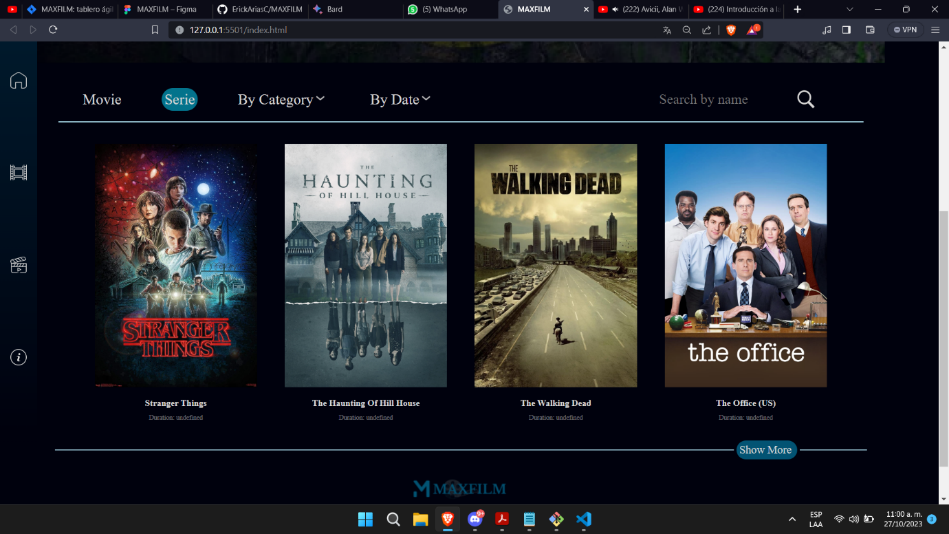 MAXFILM: tablero ágil
MAXFILM – Figma
ErickAriasC/MAXFILM
Bard
(5) WhatsApp
MAXFILM
(222) Avicii, Alan W
(224) Introducción a la
127.0.0.1:5501/index.html
VPN
Movie
Serie
By Category
By Date
Search by name
STRANGER
THINGS
THE
HAUNTING
OF HILL HOUSE
THE
WALKING DEAD
the office
Stranger Things
The Haunting Of Hill House
The Walking Dead
The Office (US)
Duration: undefined
Duration: undefined
Duration: undefined
Duration: undefined
Show More
MAXFILM
ESP
LAA
11:00 a. m.
27/10/2023